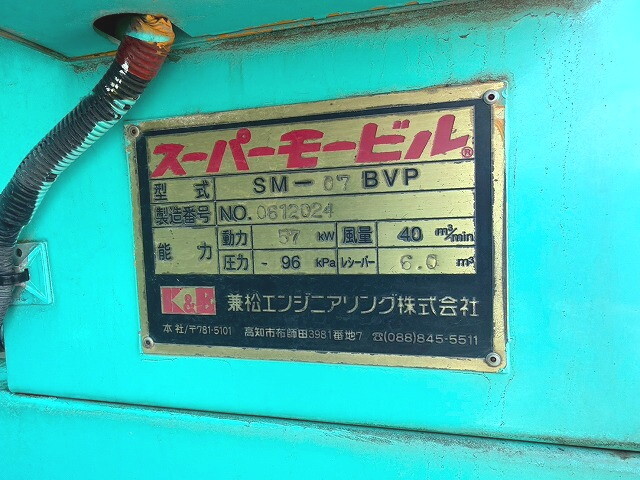 スーパーモービル®
型式 SM-07BVP
製造番号 NO.0612024
能力 動力 57 kW 風量 40 m³/min
圧力 -96 kPa レシーバー 6.0 m³
K&E 兼松エンジニアリング株式会社
本社/〒781-5101 高知市布師田3981番地7 ☎(088)845-5511